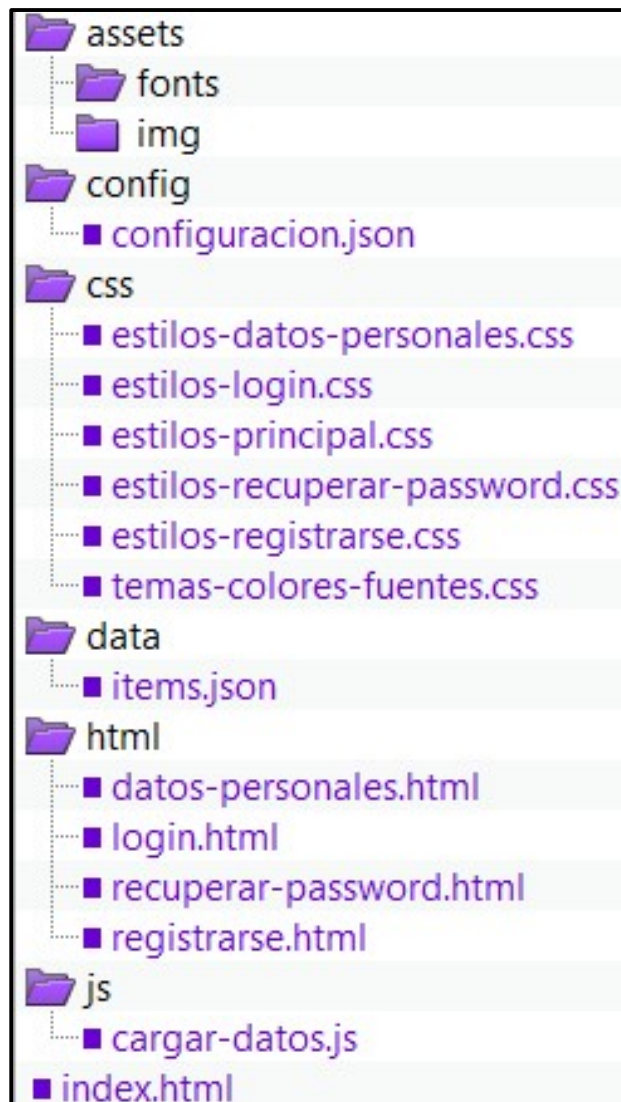 assets
fonts
img
config
configuracion.json
css
estilos-datos-personales.css
estilos-login.css
estilos-principal.css
estilos-recuperar-password.css
estilos-registrarse.css
temas-colores-fuentes.css
data
items.json
html
datos-personales.html
login.html
recuperar-password.html
registrarse.html
js
cargar-datos.js
index.html